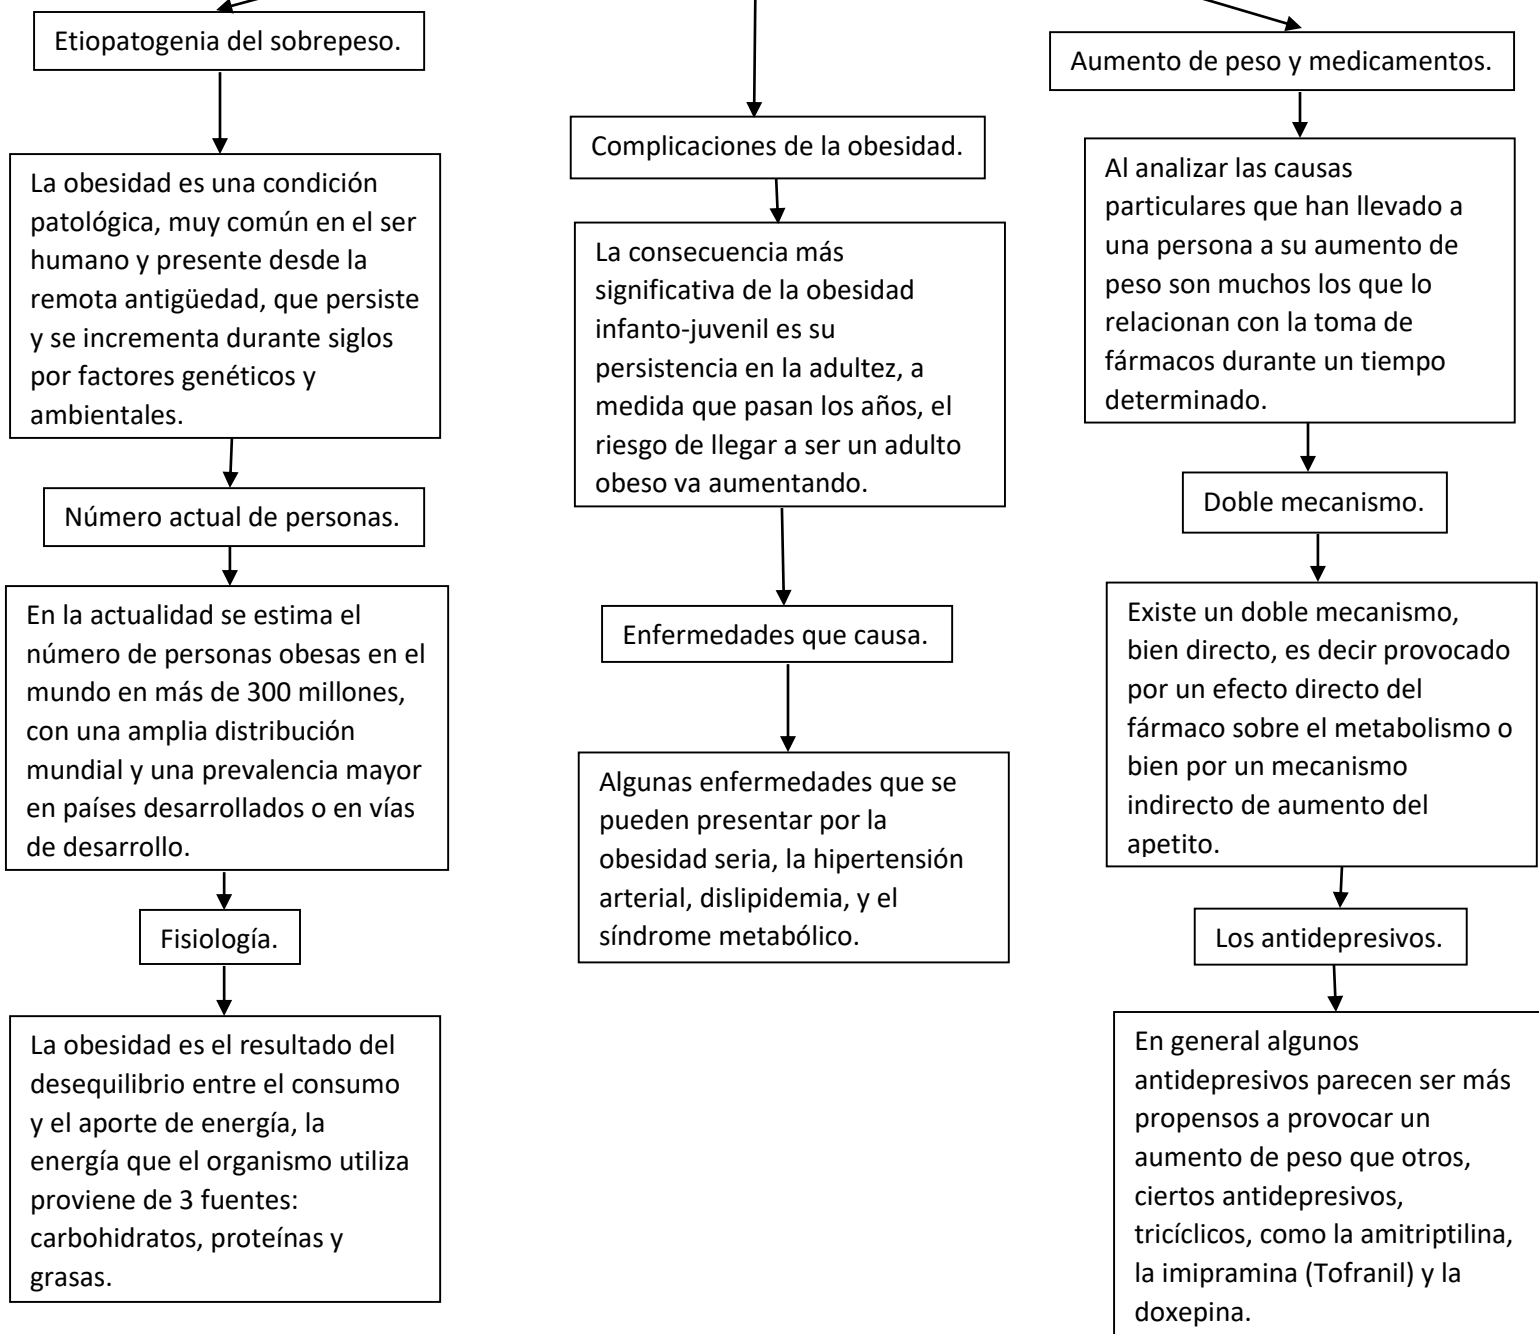 Etiopatogenia del sobrepeso.
La obesidad es una condición
patológica, muy común en el ser
humano y presente desde la
remota antigüedad, que persiste
y se incrementa durante siglos
por factores genéticos y
ambientales.
Número actual de personas.
En la actualidad se estima el
número de personas obesas en el
mundo en más de 300 millones,
con una amplia distribución
mundial y una prevalencia mayor
en países desarrollados o en vías
de desarrollo.
Fisiología.
La obesidad es el resultado del
desequilibrio entre el consumo
y el aporte de energía, la
energía que el organismo utiliza
proviene de 3 fuentes:
carbohidratos, proteínas y
grasas.
Complicaciones de la obesidad.
La consecuencia más
significativa de la obesidad
infanto-juvenil es su
persistencia en la adultez, a
medida que pasan los años, el
riesgo de llegar a ser un adulto
obeso va aumentando.
Enfermedades que causa.
Algunas enfermedades que se
pueden presentar por la
obesidad seria, la hipertensión
arterial, dislipidemia, y el
síndrome metabólico.
Aumento de peso y medicamentos.
Al analizar las causas
particulares que han llevado a
una persona a su aumento de
peso son muchos los que lo
relacionan con la toma de
fármacos durante un tiempo
determinado.
Doble mecanismo.
Existe un doble mecanismo,
bien directo, es decir provocado
por un efecto directo del
fármaco sobre el metabolismo o
bien por un mecanismo
indirecto de aumento del
apetito.
Los antidepresivos.
En general algunos
antidepresivos parecen ser más
propensos a provocar un
aumento de peso que otros,
ciertos antidepresivos,
tricíclicos, como la amitriptilina,
la imipramina (Tofranil) y la
doxepina.